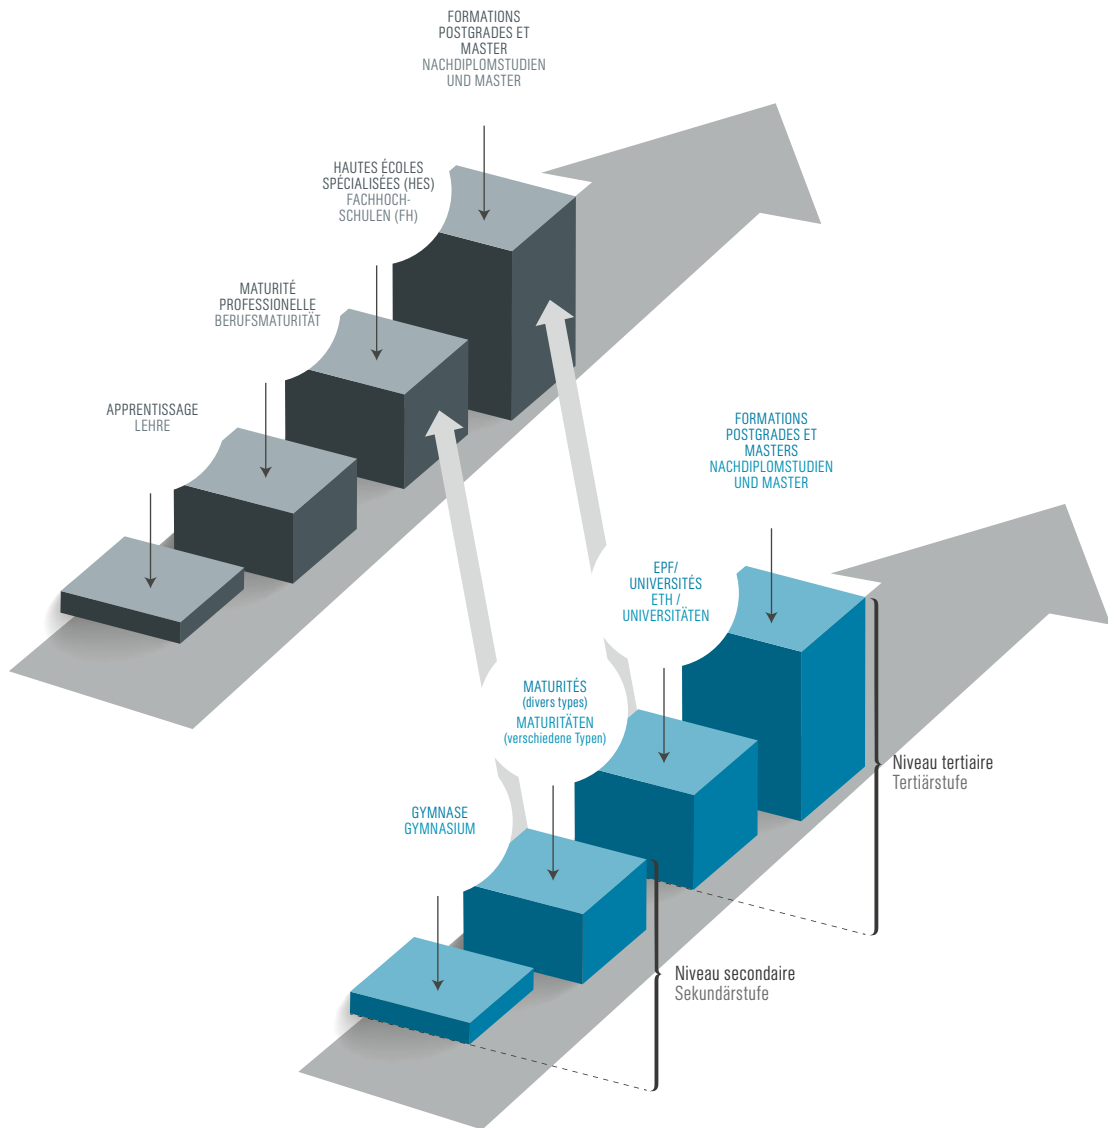 FORMATIONS
POSTGRADES ET
MASTER
NACHDIPLOMSTUDIEN
UND MASTER
HAUTES ÉCOLES
SPÉCIALISÉES (HES)
FACHHOCH-
SCHULEN (FH)
MATURITÉ
PROFESSIONELLE
BERUFSMATURITÄT
APPRENTISSAGE
LEHRE
FORMATIONS
POSTGRADES ET
MASTERS
NACHDIPLOMSTUDIEN
UND MASTER
EPF/
UNIVERSITÉS
ETH /
UNIVERSITÄTEN
MATURITÉS
(divers types)
MATURITÄTEN
(verschiedene Typen)
GYMNASE
GYMNASIUM
Niveau tertiaire
Tertiärstufe
Niveau secondaire
Sekundärstufe